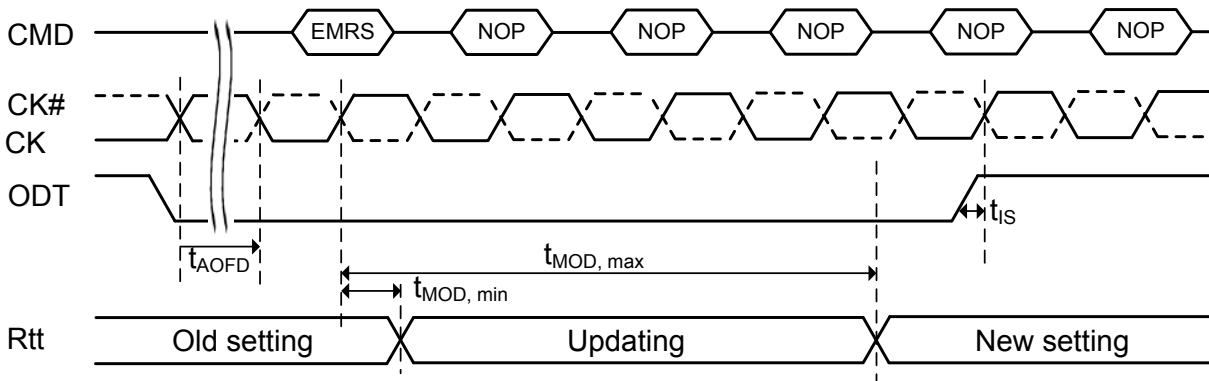 CMD EMRS NOP NOP NOP NOP NOP
CK#
CK
ODT
tIS
tAOFD
tMOD, max
tMOD, min
Rtt Old setting Updating New setting